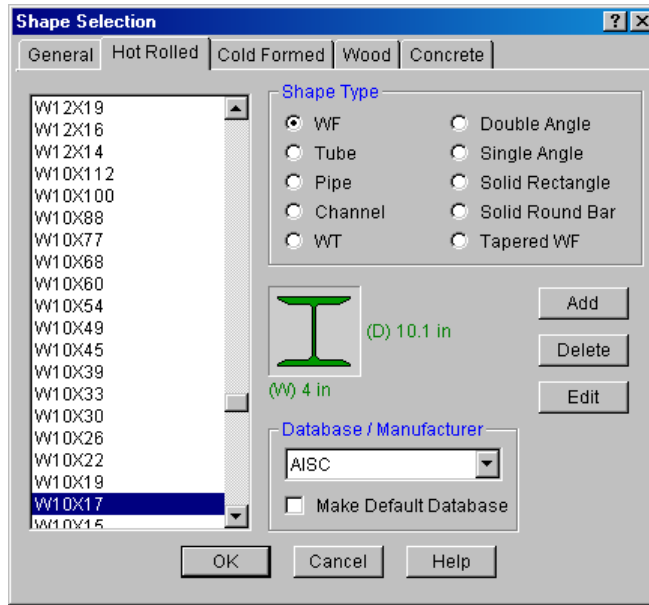 Shape Selection
General Hot Rolled Cold Formed Wood Concrete
W12X19
W12X16
W12X14
W10X112
W10X100
W10X88
W10X77
W10X68
W10X60
W10X54
W10X49
W10X45
W10X39
W10X33
W10X30
W10X26
W10X22
W10X19
W10X17
W10X15
Shape Type
WF
Tube
Pipe
Channel
WT
Double Angle
Single Angle
Solid Rectangle
Solid Round Bar
Tapered WF
(D) 10.1 in
(W) 4 in
Add
Delete
Edit
Database / Manufacturer
AISC
Make Default Database
OK Cancel Help